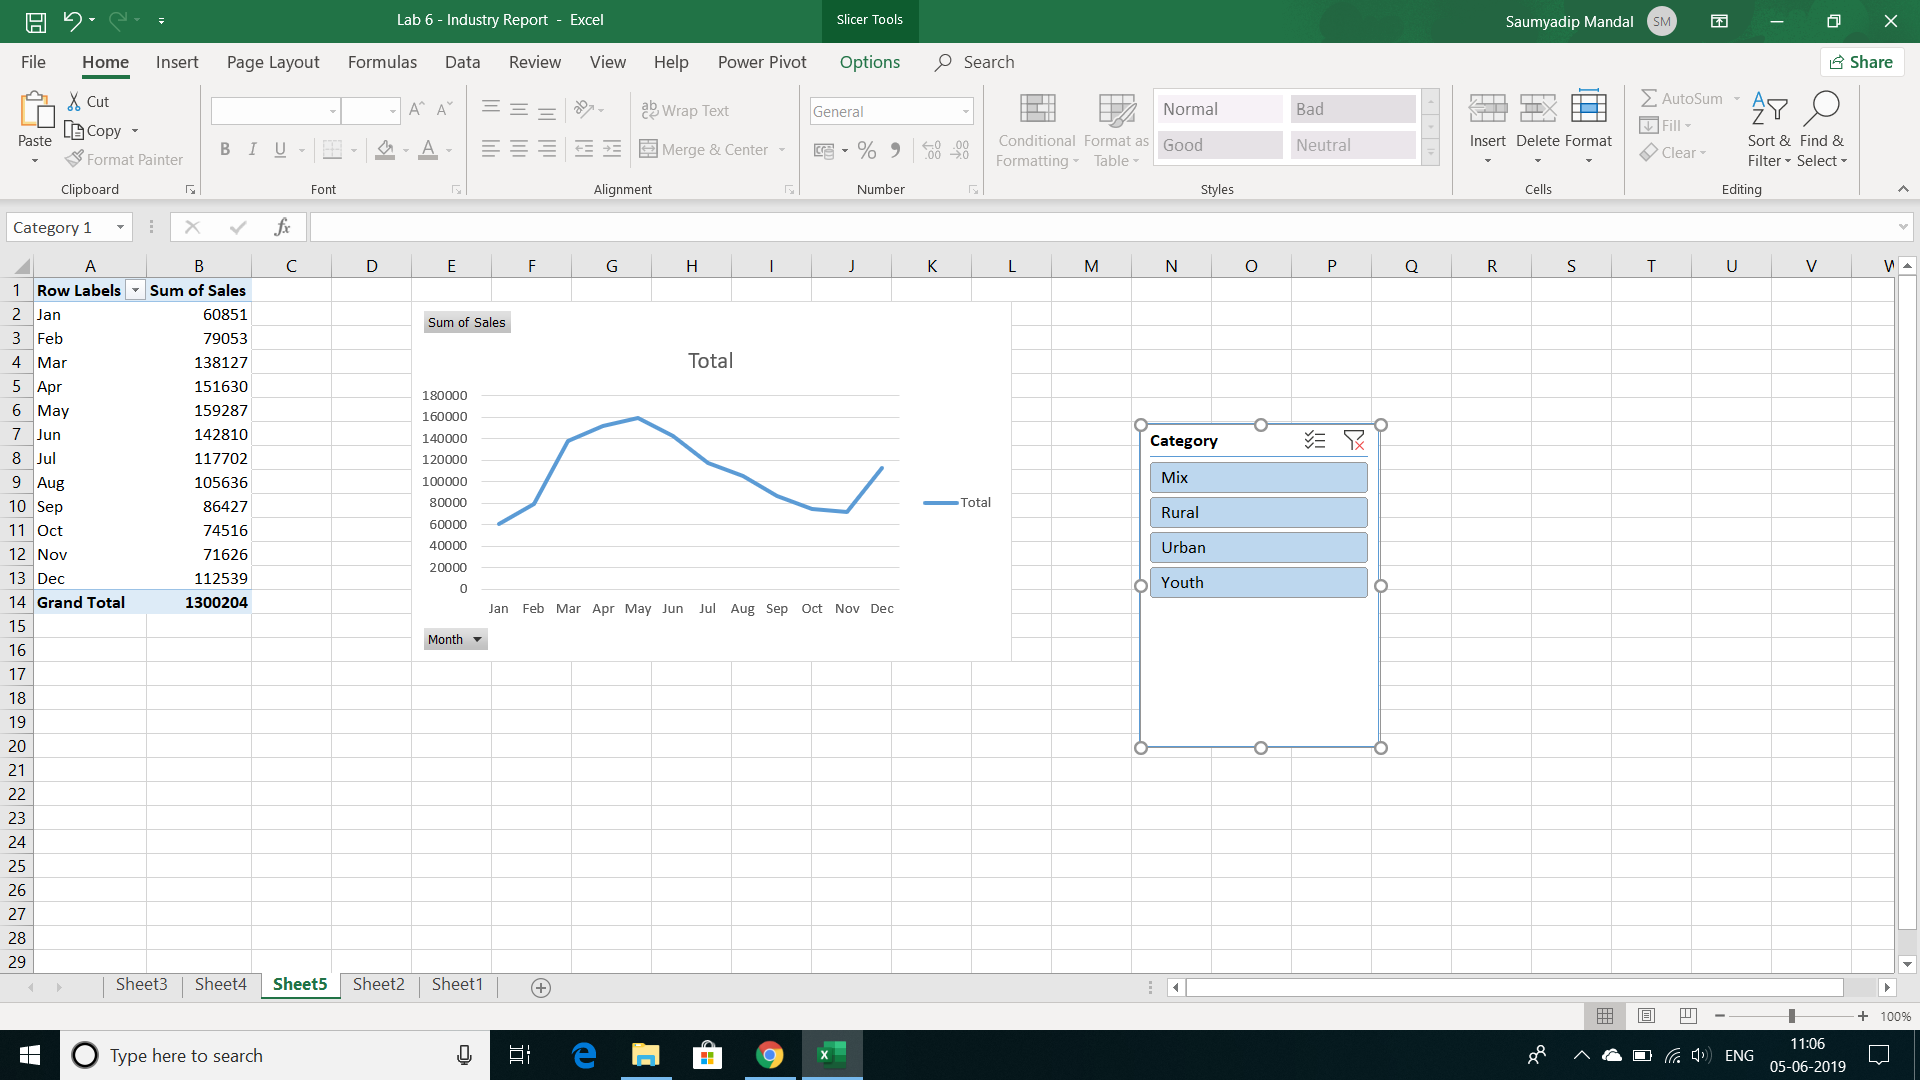 Lab 6 - Industry Report - Excel
Slicer Tools
Saumyadip Mandal SM
File Home Insert Page Layout Formulas Data Review View Help Power Pivot Options Search Share
Paste
Cut
Copy
Format Painter
Clipboard
B I U A
Font
ab Wrap Text
Merge & Center
Alignment
General
% 
Number
Conditional Formatting
Format as Table
Normal Bad
Good Neutral
Styles
Insert Delete Format
Cells
AutoSum
Fill
Clear
Sort & Filter
Find & Select
Editing
Category 1 fx
A B C D E F G H I J K L M N O P Q R S T U V W
1 Row Labels Sum of Sales
2 Jan 60851
3 Feb 79053
4 Mar 138127
5 Apr 151630
6 May 159287
7 Jun 142810
8 Jul 117702
9 Aug 105636
10 Sep 86427
11 Oct 74516
12 Nov 71626
13 Dec 112539
14 Grand Total 1300204
15
16
17
18
19
20
21
22
23
24
25
26
27
28
29
Sum of Sales
Total
180000
160000
140000
120000
100000
80000
60000
40000
20000
0
Jan Feb Mar Apr May Jun Jul Aug Sep Oct Nov Dec
Total
Month
Category
Mix
Rural
Urban
Youth
Sheet3 Sheet4 Sheet5 Sheet2 Sheet1
100%
Type here to search
ENG
11:06
05-06-2019